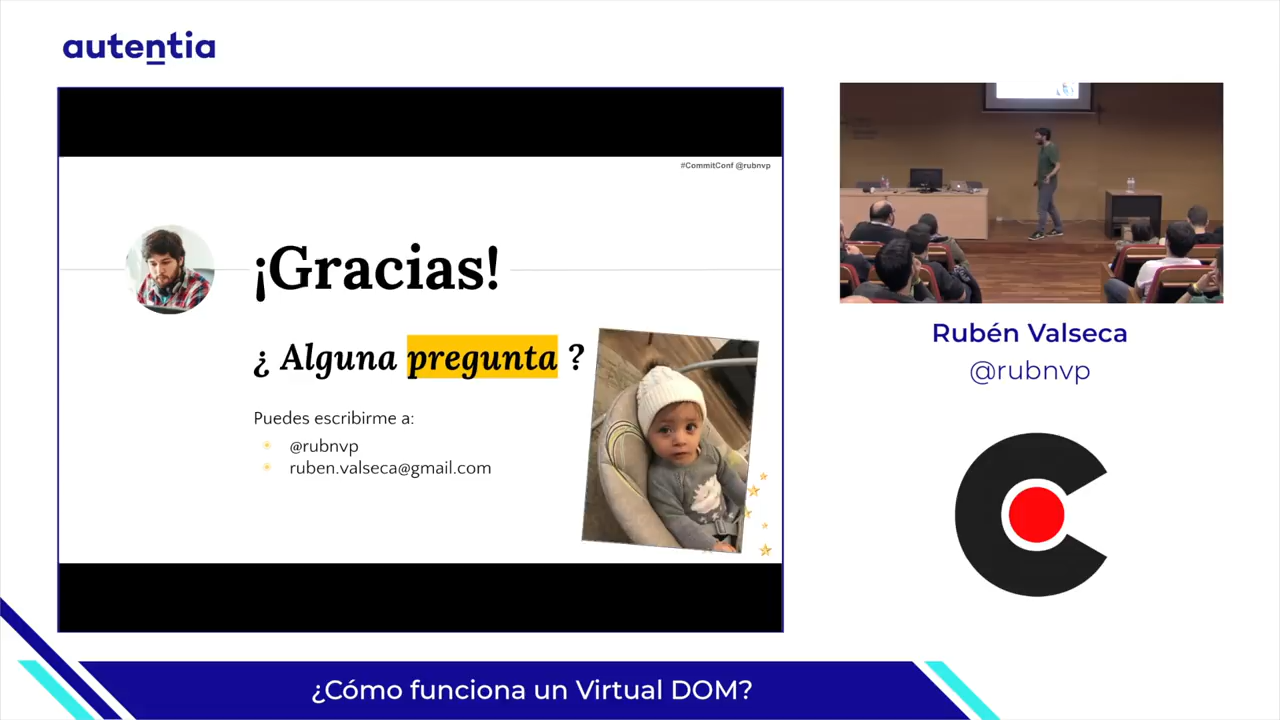 autentia
#CommitConf @rubnvp
¡Gracias!
¿ Alguna pregunta ?
Puedes escribirme a:
@rubnvp
ruben.valseca@gmail.com
Rubén Valseca
@rubnvp
¿Cómo funciona un Virtual DOM?